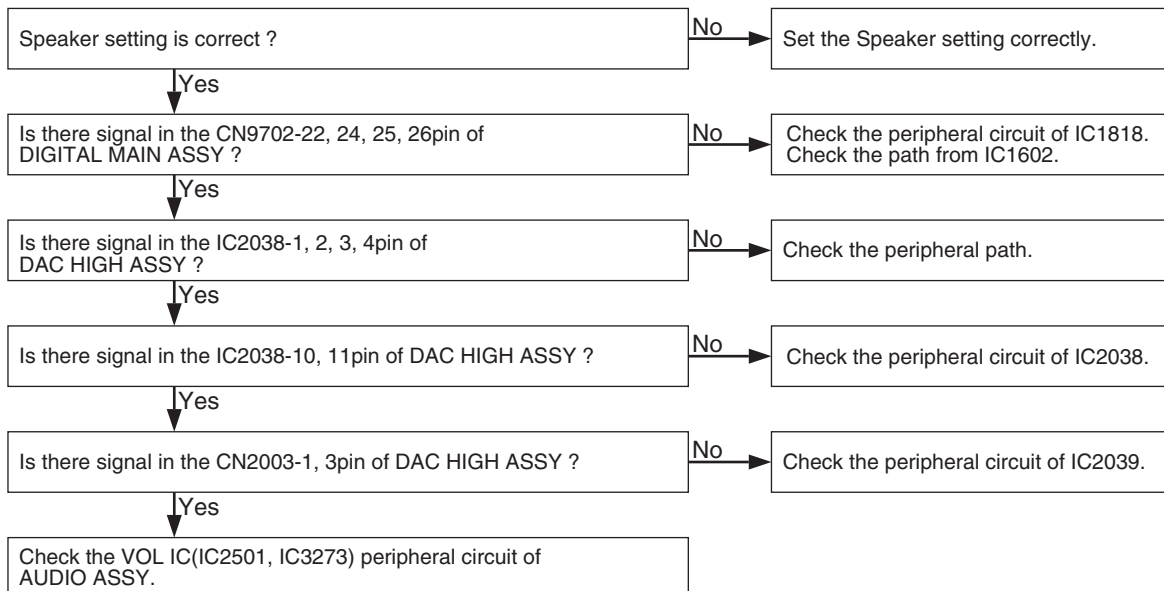 Speaker setting is correct ?
No
Set the Speaker setting correctly.
Yes
Is there signal in the CN9702-22, 24, 25, 26pin of
DIGITAL MAIN ASSY ?
No
Check the peripheral circuit of IC1818.
Check the path from IC1602.
Yes
Is there signal in the IC2038-1, 2, 3, 4pin of
DAC HIGH ASSY ?
No
Check the peripheral path.
Yes
Is there signal in the IC2038-10, 11pin of DAC HIGH ASSY ?
No
Check the peripheral circuit of IC2038.
Yes
Is there signal in the CN2003-1, 3pin of DAC HIGH ASSY ?
No
Check the peripheral circuit of IC2039.
Yes
Check the VOL IC(IC2501, IC3273) peripheral circuit of
AUDIO ASSY.